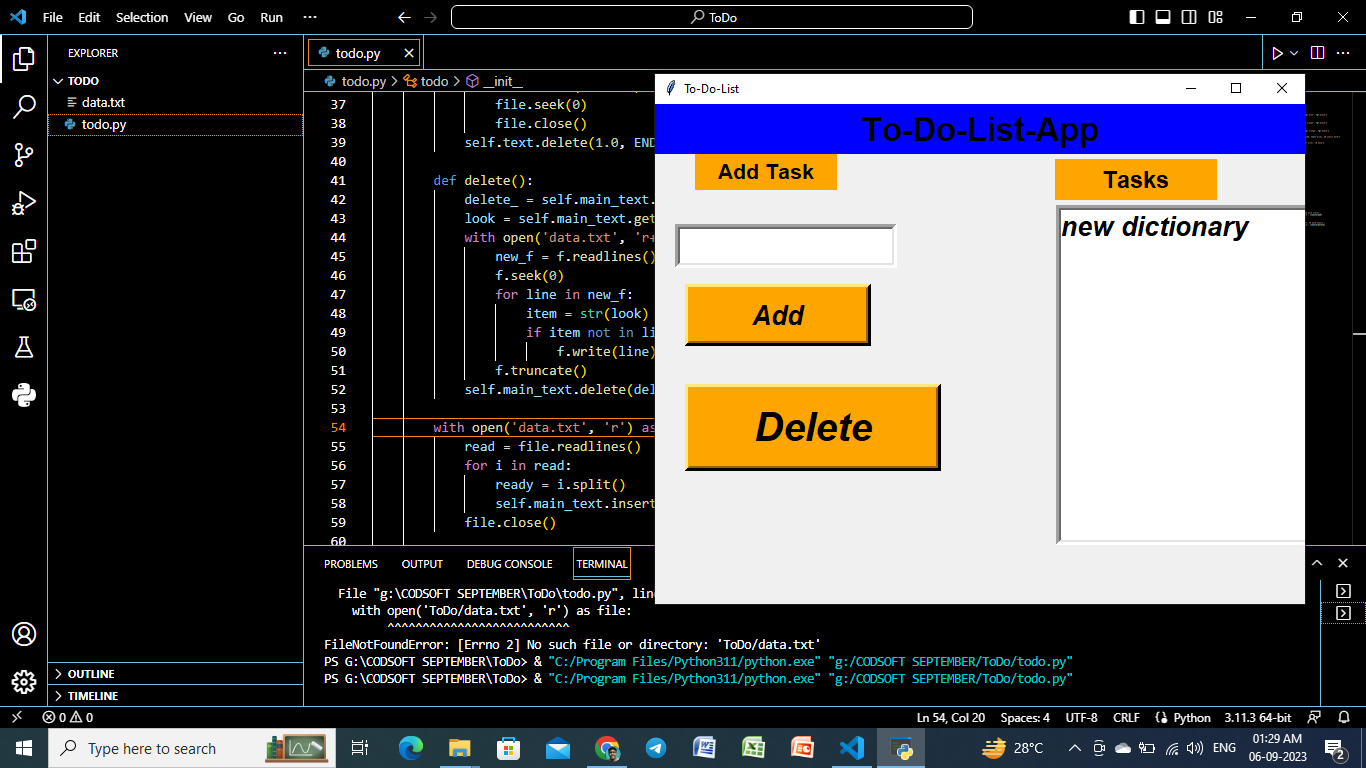 File Edit Selection View Go Run ··· ToDo
EXPLORER ···
TODO
data.txt
todo.py
OUTLINE
TIMELINE
todo.py
todo.py > todo > __init__
37 file.seek(0)
38 file.close()
39 self.text.delete(1.0, END
40
41 def delete():
42 delete_ = self.main_text.
43 look = self.main_text.get
44 with open('data.txt', 'r+
45 new_f = f.readlines()
46 f.seek(0)
47 for line in new_f:
48 item = str(look)
49 if item not in li
50 f.write(line)
51 f.truncate()
52 self.main_text.delete(del
53
54 with open('data.txt', 'r') as
55 read = file.readlines()
56 for i in read:
57 ready = i.split()
58 self.main_text.insert
59 file.close()
60
To-Do-List
To-Do-List-App
Add Task
Tasks
new dictionary
Add
Delete
PROBLEMS OUTPUT DEBUG CONSOLE TERMINAL
File "g:\CODSOFT SEPTEMBER\ToDo\todo.py", line
with open('ToDo/data.txt', 'r') as file:
^^^^^^^^^^^^^^^^^^^^^^^^^
FileNotFoundError: [Errno 2] No such file or directory: 'ToDo/data.txt'
PS G:\CODSOFT SEPTEMBER\ToDo> & "C:/Program Files/Python311/python.exe" "g:/CODSOFT SEPTEMBER/ToDo/todo.py"
PS G:\CODSOFT SEPTEMBER\ToDo> & "C:/Program Files/Python311/python.exe" "g:/CODSOFT SEPTEMBER/ToDo/todo.py"
0 0 Ln 54, Col 20 Spaces: 4 UTF-8 CRLF Python 3.11.3 64-bit
Type here to search 28°C ENG 01:29 AM
06-09-2023 2